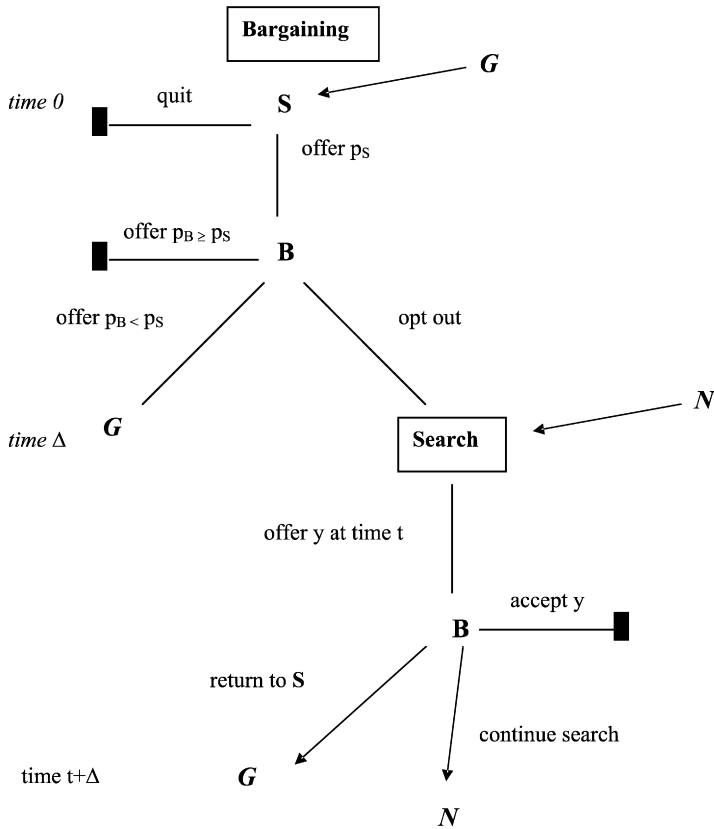 Bargaining
G
time 0
quit
S
offer pS
offer pB ≥ pS
B
offer pB < pS
opt out
N
G
time Δ
Search
offer y at time t
accept y
B
return to S
continue search
time t+Δ
G
N